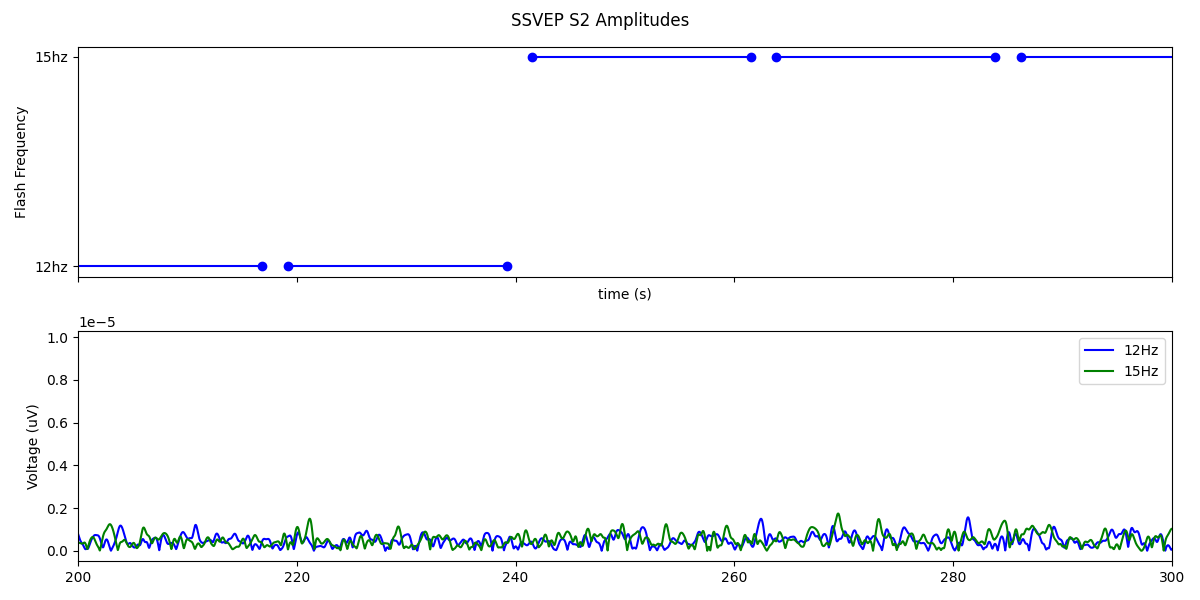 SSVEP S2 Amplitudes
15hz
Flash Frequency
12hz
time (s)
1e−5
1.0
0.8
0.6
0.4
0.2
0.0
Voltage (uV)
12Hz
15Hz
200 220 240 260 280 300